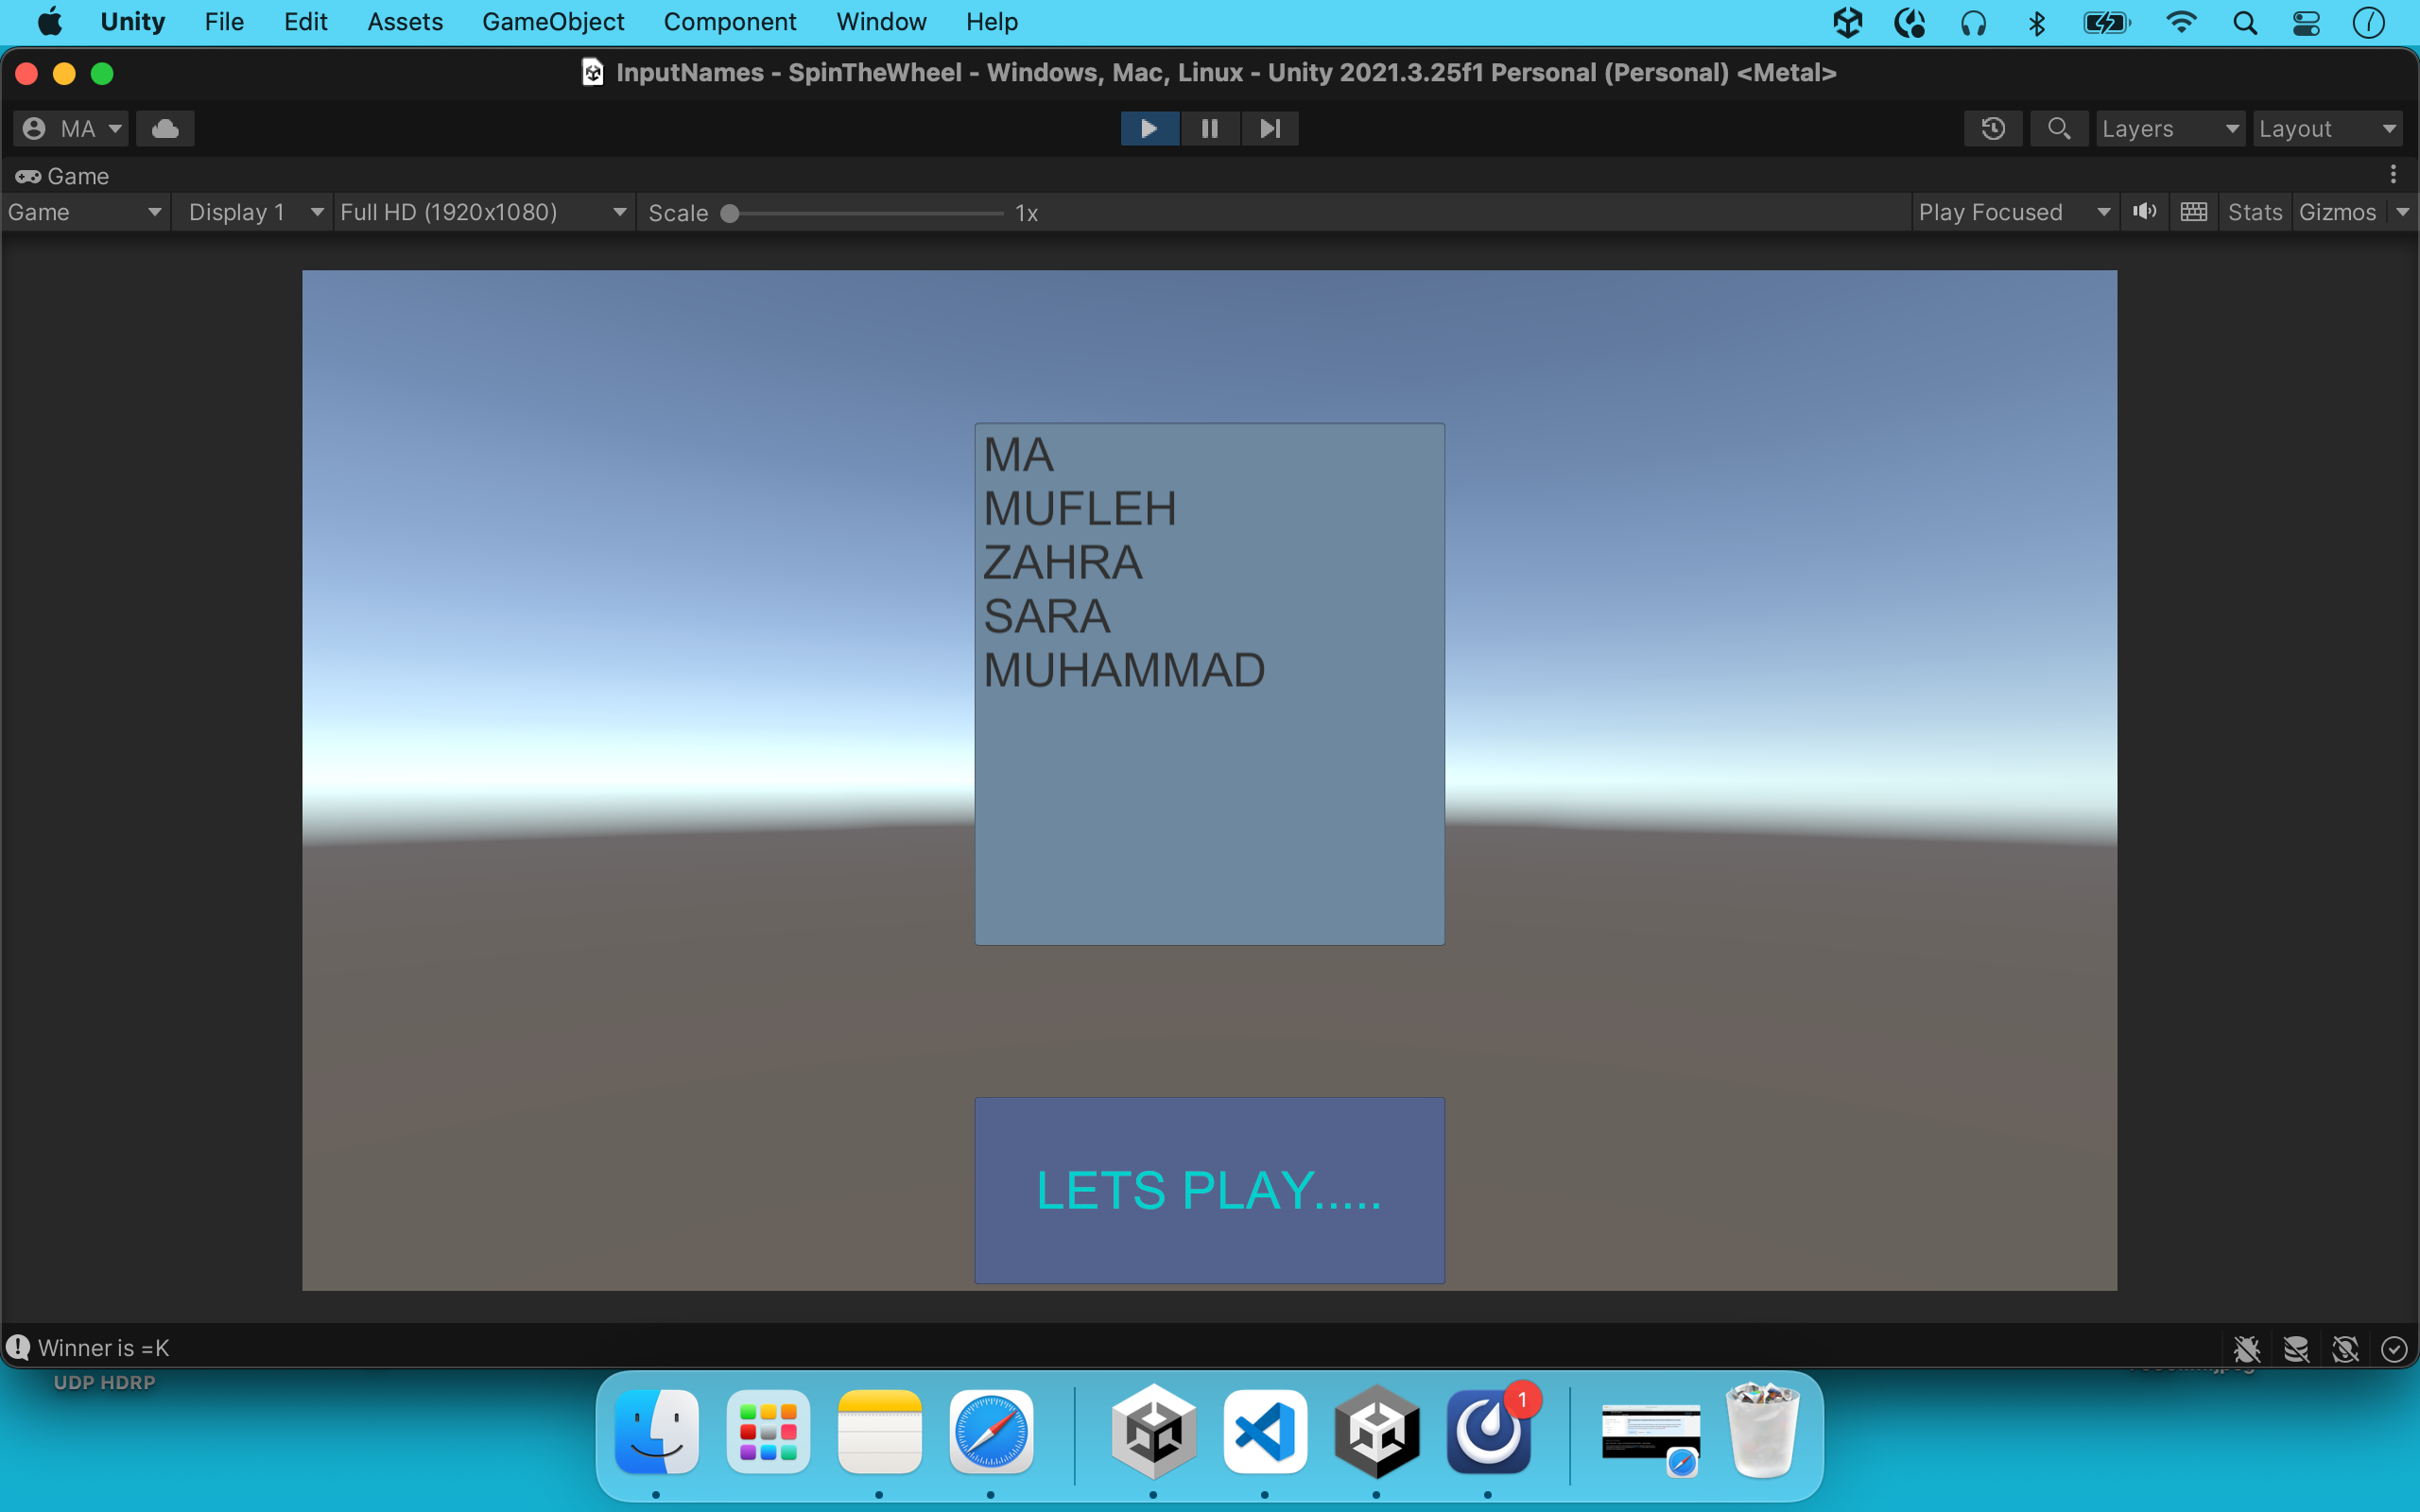 Unity File Edit Assets GameObject Component Window Help
InputNames - SpinTheWheel - Windows, Mac, Linux - Unity 2021.3.25f1 Personal (Personal) <Metal>
MA Layers Layout
Game
Game Display 1 Full HD (1920x1080) Scale 1x Play Focused Stats Gizmos
MA
MUFLEH
ZAHRA
SARA
MUHAMMAD
LETS PLAY.....
Winner is =K
UDP HDRP
1